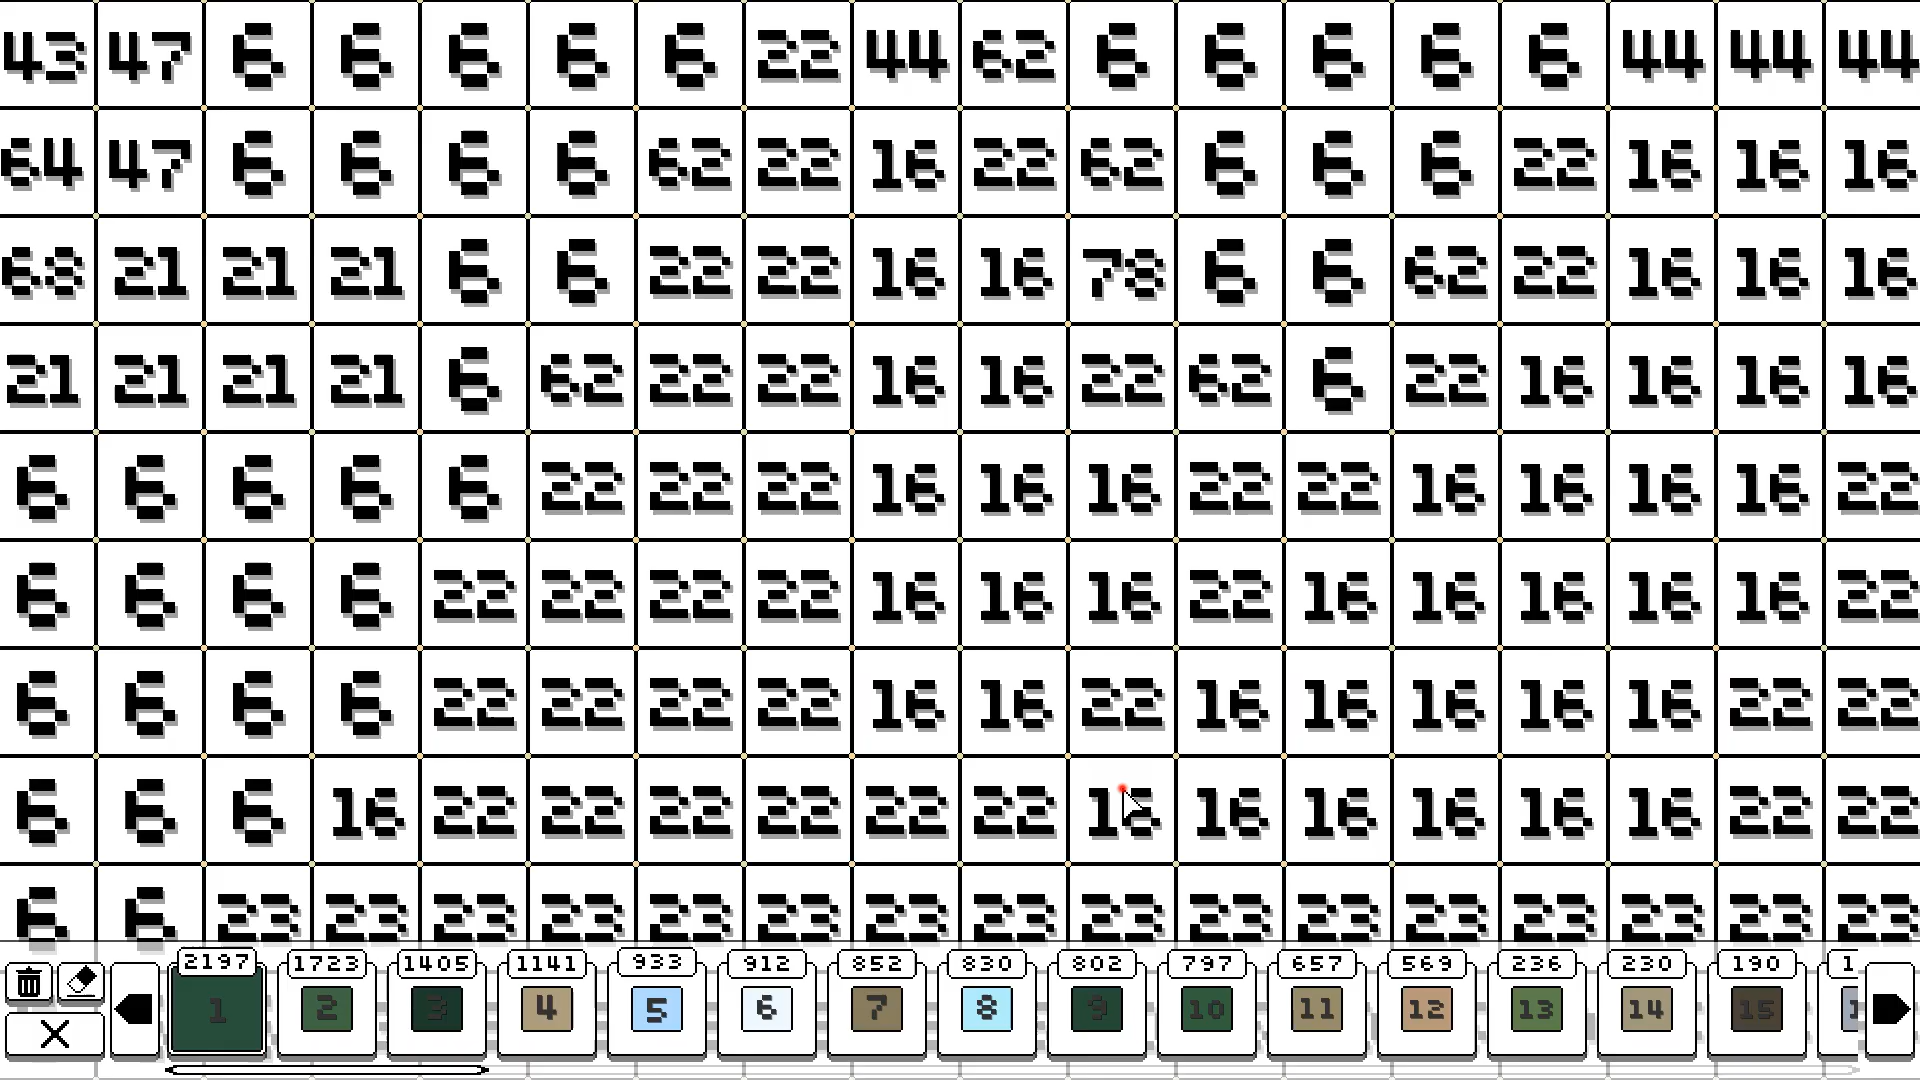 43 47 6 6 6 6 6 22 44 62 6 6 6 6 6 44 44 44
64 47 6 6 6 6 62 22 16 22 62 6 6 6 22 16 16 16
68 21 21 21 6 6 22 22 16 16 78 6 6 62 22 16 16 16
21 21 21 21 6 62 22 22 16 16 22 62 6 22 16 16 16 16
6 6 6 6 6 22 22 22 16 16 16 22 22 16 16 16 16 22
6 6 6 6 22 22 22 22 16 16 16 22 16 16 16 16 16 22
6 6 6 6 22 22 22 22 16 16 22 16 16 16 16 16 22 22
6 6 6 16 22 22 22 22 22 22 16 16 16 16 16 16 22 22
6 6 23 23 23 23 23 23 23 23 23 23 23 23 23 23 23 23
2197 1723 1405 1141 933 912 852 830 802 797 657 569 236 230 190 1
1 2 3 4 5 6 7 8 9 10 11 12 13 14 15 1